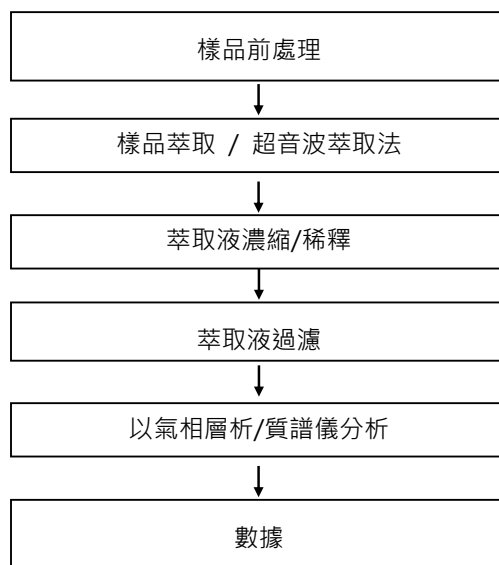 樣品前處理
樣品萃取 / 超音波萃取法
萃取液濃縮/稀釋
萃取液過濾
以氣相層析/質譜儀分析
數據